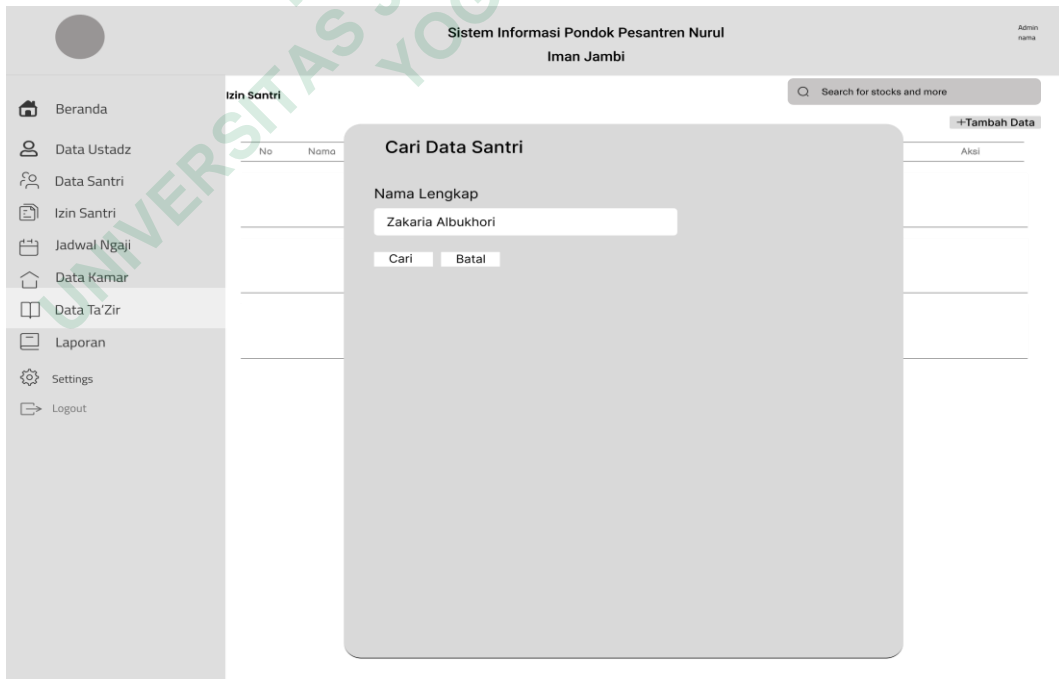 Sistem Informasi Pondok Pesantren Nurul
Iman Jambi
Admin
nama
Beranda
Data Ustadz
Data Santri
Izin Santri
Jadwal Ngaji
Data Kamar
Data Ta'Zir
Laporan
Settings
Logout
Izin Santri
Search for stocks and more
+Tambah Data
No Nama Aksi
Cari Data Santri
Nama Lengkap
Zakaria Albukhori
Cari Batal
UNIVERSITAS